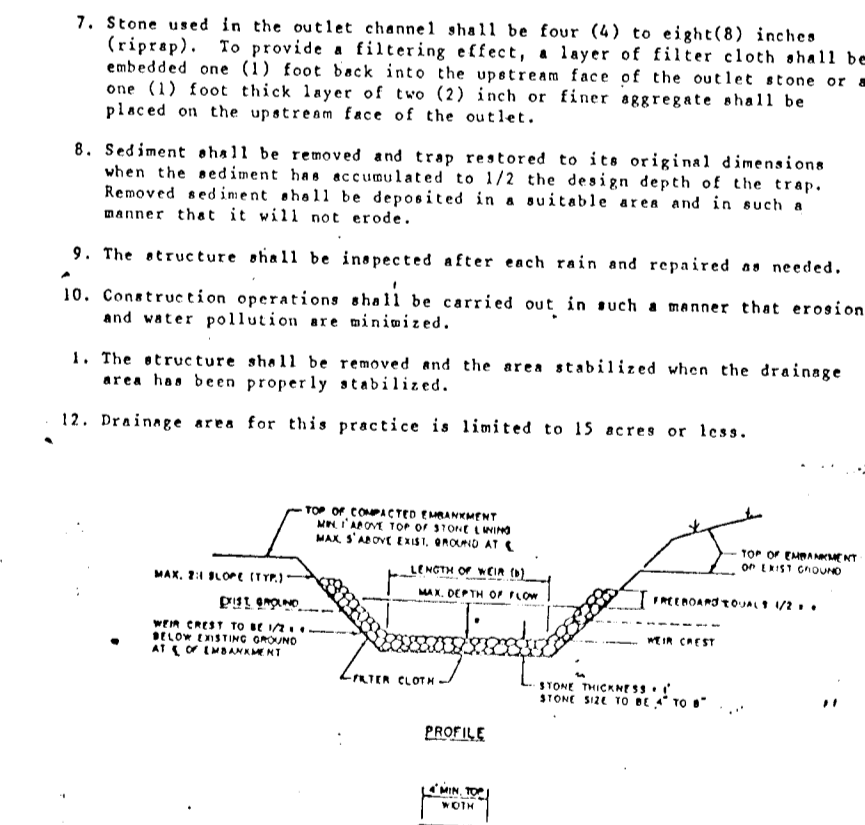 7. Stone used in the outlet channel shall be four (4) to eight(8) inches
(riprap). To provide a filtering effect, a layer of filter cloth shall be
embedded one (1) foot back into the upstream face of the outlet stone or a
one (1) foot thick layer of two (2) inch or finer aggregate shall be
placed on the upstream face of the outlet.
8. Sediment shall be removed and trap restored to its original dimensions
when the sediment has accumulated to 1/2 the design depth of the trap.
Removed sediment shall be deposited in a suitable area and in such a
manner that it will not erode.
9. The structure shall be inspected after each rain and repaired as needed.
10. Construction operations shall be carried out in such a manner that erosion
and water pollution are minimized.
1. The structure shall be removed and the area stabilized when the drainage
area has been properly stabilized.
12. Drainage area for this practice is limited to 15 acres or less.
TOP OF COMPACTED EMBANKMENT
MIN. 1' ABOVE TOP OF STONE LINING
MAX. 5' ABOVE EXIST. GROUND AT ℄
TOP OF EMBANKMENT
OR EXIST GROUND
MAX. 2:1 SLOPE (TYP.)
LENGTH OF WEIR (b)
MAX. DEPTH OF FLOW
EXIST. GROUND
FREEBOARD EQUALS 1/2
WEIR CREST TO BE 1/2
BELOW EXISTING GROUND
AT ℄ OF EMBANKMENT
WEIR CREST
FILTER CLOTH
STONE THICKNESS = 1'
STONE SIZE TO BE 4" TO 8"
PROFILE
4' MIN. TOP
WIDTH